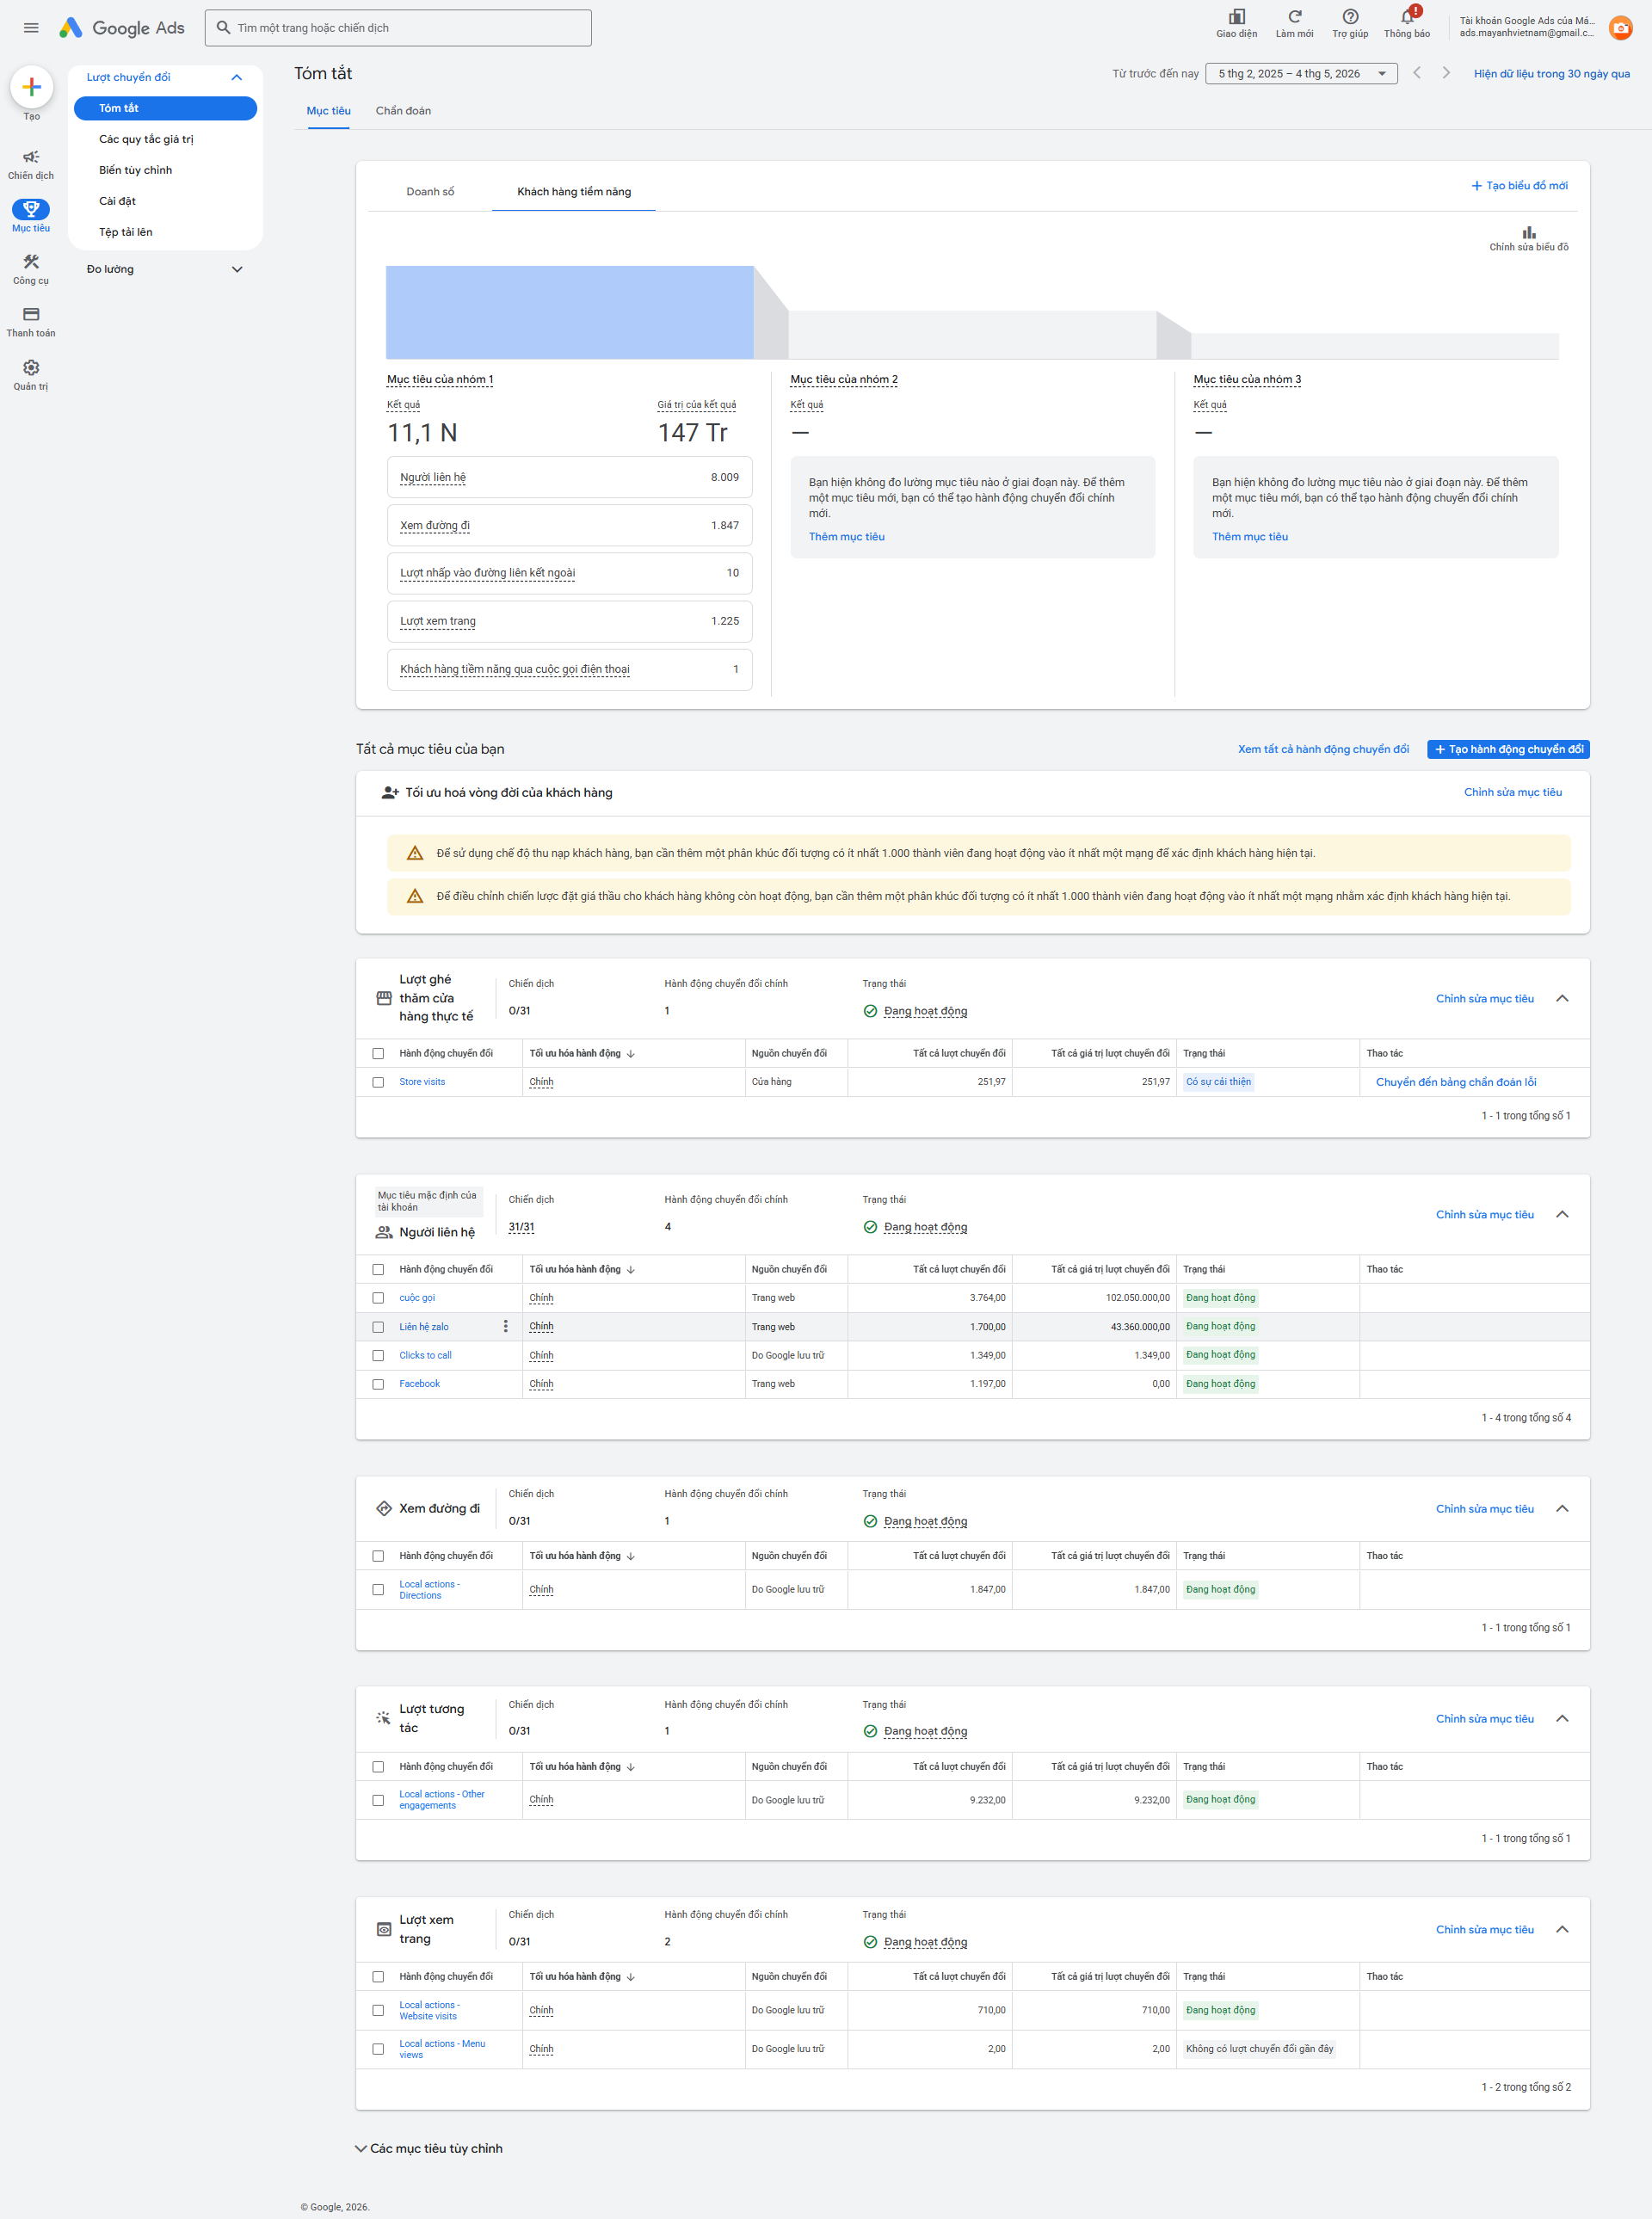 Google Ads
Tìm một trang hoặc chiến dịch
Giao diện
Làm mới
Trợ giúp
!
Thông báo
Tài khoản Google Ads của Má...
ads.mayanhvietnam@gmail.c...
Tạo
Chiến dịch
Mục tiêu
Công cụ
Thanh toán
Quản trị
Lượt chuyển đổi
Tóm tắt
Các quy tắc giá trị
Biến tùy chỉnh
Cài đặt
Tệp tải lên
Đo lường
Tóm tắt
Từ trước đến nay
5 thg 2, 2025 – 4 thg 5, 2026
Hiện dữ liệu trong 30 ngày qua
Mục tiêu
Chẩn đoán
Doanh số
Khách hàng tiềm năng
Tạo biểu đồ mới
Chỉnh sửa biểu đồ
Mục tiêu của nhóm 1
Kết quả
Giá trị của kết quả
11,1 N
147 Tr
Người liên hệ 8.009
Xem đường đi 1.847
Lượt nhấp vào đường liên kết ngoài 10
Lượt xem trang 1.225
Khách hàng tiềm năng qua cuộc gọi điện thoại 1
Mục tiêu của nhóm 2
Kết quả
—
Bạn hiện không đo lường mục tiêu nào ở giai đoạn này. Để thêm
một mục tiêu mới, bạn có thể tạo hành động chuyển đổi chính
mới.
Thêm mục tiêu
Mục tiêu của nhóm 3
Kết quả
—
Bạn hiện không đo lường mục tiêu nào ở giai đoạn này. Để thêm
một mục tiêu mới, bạn có thể tạo hành động chuyển đổi chính
mới.
Thêm mục tiêu
Tất cả mục tiêu của bạn
Xem tất cả hành động chuyển đổi
Tạo hành động chuyển đổi
Tối ưu hoá vòng đời của khách hàng
Chỉnh sửa mục tiêu
Để sử dụng chế độ thu nạp khách hàng, bạn cần thêm một phân khúc đối tượng có ít nhất 1.000 thành viên đang hoạt động vào ít nhất một mạng để xác định khách hàng hiện tại.
Để điều chỉnh chiến lược đặt giá thầu cho khách hàng không còn hoạt động, bạn cần thêm một phân khúc đối tượng có ít nhất 1.000 thành viên đang hoạt động vào ít nhất một mạng nhằm xác định khách hàng hiện tại.
Lượt ghé
thăm cửa
hàng thực tế
Chiến dịch Hành động chuyển đổi chính Trạng thái
0/31 1 Đang hoạt động
Chỉnh sửa mục tiêu
Hành động chuyển đổi Tối ưu hóa hành động Nguồn chuyển đổi Tất cả lượt chuyển đổi Tất cả giá trị lượt chuyển đổi Trạng thái Thao tác
Store visits Chính Cửa hàng 251,97 251,97 Có sự cải thiện Chuyển đến bảng chẩn đoán lỗi
1 - 1 trong tổng số 1
Mục tiêu mặc định của
tài khoản
Người liên hệ
Chiến dịch Hành động chuyển đổi chính Trạng thái
31/31 4 Đang hoạt động
Chỉnh sửa mục tiêu
Hành động chuyển đổi Tối ưu hóa hành động Nguồn chuyển đổi Tất cả lượt chuyển đổi Tất cả giá trị lượt chuyển đổi Trạng thái Thao tác
cuộc gọi Chính Trang web 3.764,00 102.050.000,00 Đang hoạt động
Liên hệ zalo Chính Trang web 1.700,00 43.360.000,00 Đang hoạt động
Clicks to call Chính Do Google lưu trữ 1.349,00 1.349,00 Đang hoạt động
Facebook Chính Trang web 1.197,00 0,00 Đang hoạt động
1 - 4 trong tổng số 4
Xem đường đi
Chiến dịch Hành động chuyển đổi chính Trạng thái
0/31 1 Đang hoạt động
Chỉnh sửa mục tiêu
Hành động chuyển đổi Tối ưu hóa hành động Nguồn chuyển đổi Tất cả lượt chuyển đổi Tất cả giá trị lượt chuyển đổi Trạng thái Thao tác
Local actions -
Directions
Chính Do Google lưu trữ 1.847,00 1.847,00 Đang hoạt động
1 - 1 trong tổng số 1
Lượt tương
tác
Chiến dịch Hành động chuyển đổi chính Trạng thái
0/31 1 Đang hoạt động
Chỉnh sửa mục tiêu
Hành động chuyển đổi Tối ưu hóa hành động Nguồn chuyển đổi Tất cả lượt chuyển đổi Tất cả giá trị lượt chuyển đổi Trạng thái Thao tác
Local actions - Other
engagements
Chính Do Google lưu trữ 9.232,00 9.232,00 Đang hoạt động
1 - 1 trong tổng số 1
Lượt xem
trang
Chiến dịch Hành động chuyển đổi chính Trạng thái
0/31 2 Đang hoạt động
Chỉnh sửa mục tiêu
Hành động chuyển đổi Tối ưu hóa hành động Nguồn chuyển đổi Tất cả lượt chuyển đổi Tất cả giá trị lượt chuyển đổi Trạng thái Thao tác
Local actions -
Website visits
Chính Do Google lưu trữ 710,00 710,00 Đang hoạt động
Local actions - Menu
views
Chính Do Google lưu trữ 2,00 2,00 Không có lượt chuyển đổi gần đây
1 - 2 trong tổng số 2
Các mục tiêu tùy chỉnh
© Google, 2026.